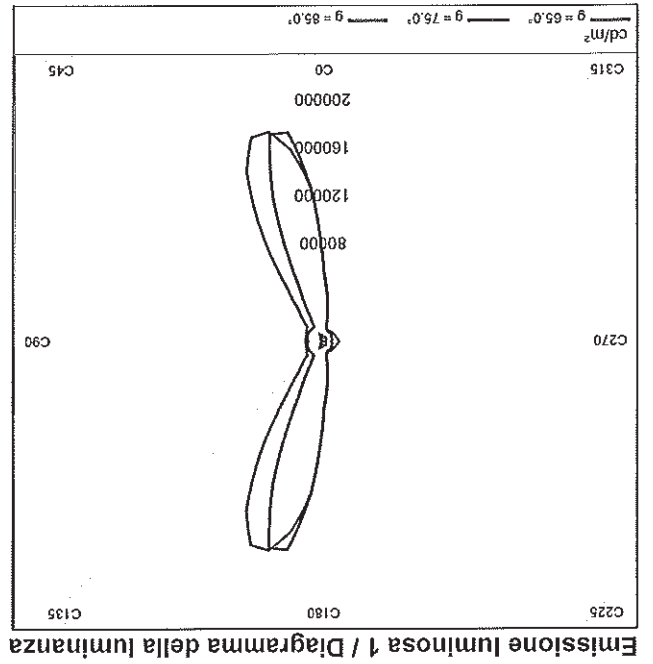 Emissione luminosa 1 / Diagramma della luminanza
C225 C180 C135
C270 C90
80000
120000
160000
200000
C315 C0 C45
cd/m²
g = 65.0° g = 75.0° g = 85.0°